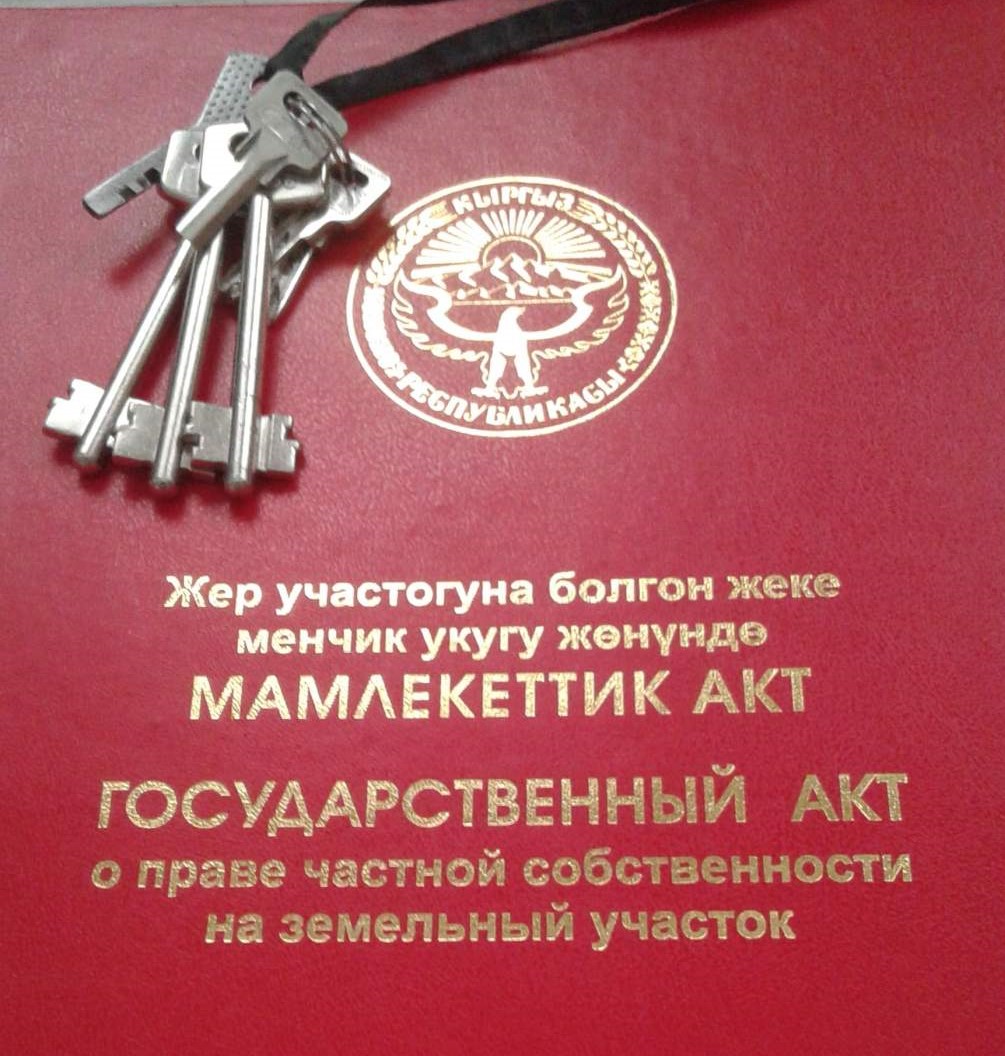 КЫРГЫЗ
РЕСПУБЛИКАСЫ
Жер участогуна болгон жеке
менчик укугу жөнүндө
МАМЛЕКЕТТИК АКТ
ГОСУДАРСТВЕННЫЙ АКТ
о праве частной собственности
на земельный участок